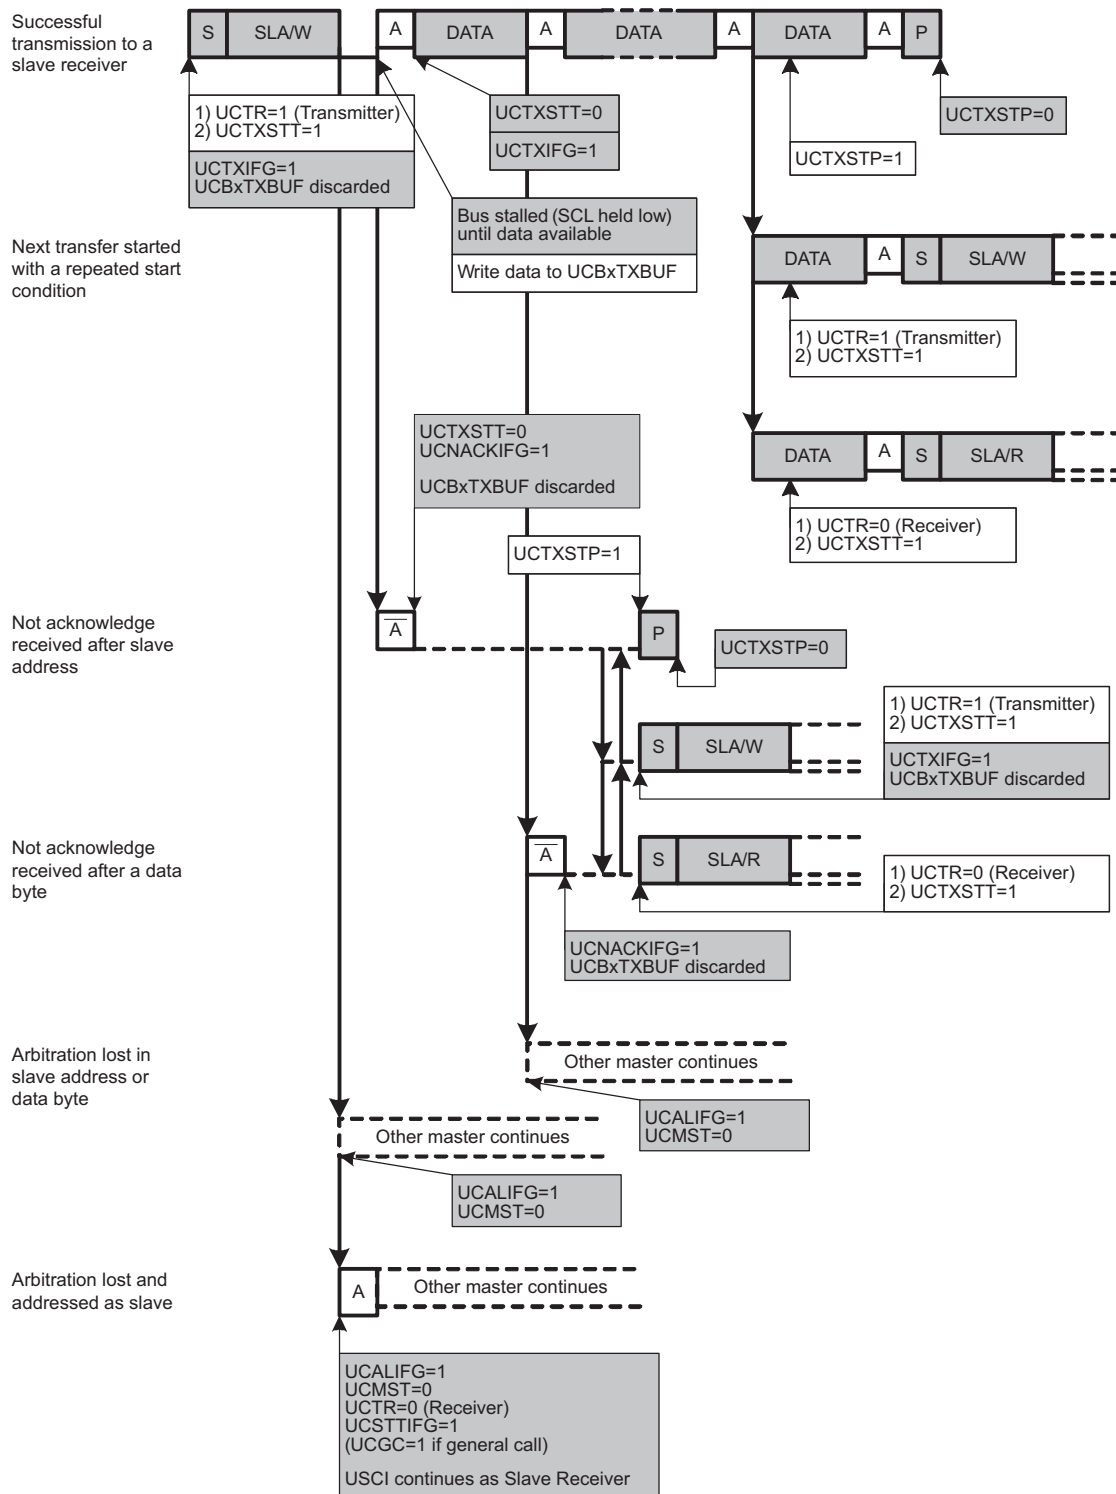 Successful
transmission to a
slave receiver
S
SLA/W
A
DATA
A
DATA
A
DATA
A
P
1) UCTR=1 (Transmitter)
2) UCTXSTT=1
UCTXIFG=1
UCBxTXBUF discarded
UCTXSTT=0
UCTXIFG=1
UCTXSTP=0
UCTXSTP=1
Bus stalled (SCL held low)
until data available
Write data to UCBxTXBUF
Next transfer started
with a repeated start
condition
DATA
A
S
SLA/W
1) UCTR=1 (Transmitter)
2) UCTXSTT=1
UCTXSTT=0
UCNACKIFG=1
UCBxTXBUF discarded
DATA
A
S
SLA/R
1) UCTR=0 (Receiver)
2) UCTXSTT=1
UCTXSTP=1
Not acknowledge
received after slave
address
A
P
UCTXSTP=0
S
SLA/W
1) UCTR=1 (Transmitter)
2) UCTXSTT=1
UCTXIFG=1
UCBxTXBUF discarded
Not acknowledge
received after a data
byte
A
S
SLA/R
1) UCTR=0 (Receiver)
2) UCTXSTT=1
UCNACKIFG=1
UCBxTXBUF discarded
Arbitration lost in
slave address or
data byte
Other master continues
UCALIFG=1
UCMST=0
Other master continues
UCALIFG=1
UCMST=0
Arbitration lost and
addressed as slave
A
Other master continues
UCALIFG=1
UCMST=0
UCTR=0 (Receiver)
UCSTTIFG=1
(UCGC=1 if general call)
USCI continues as Slave Receiver